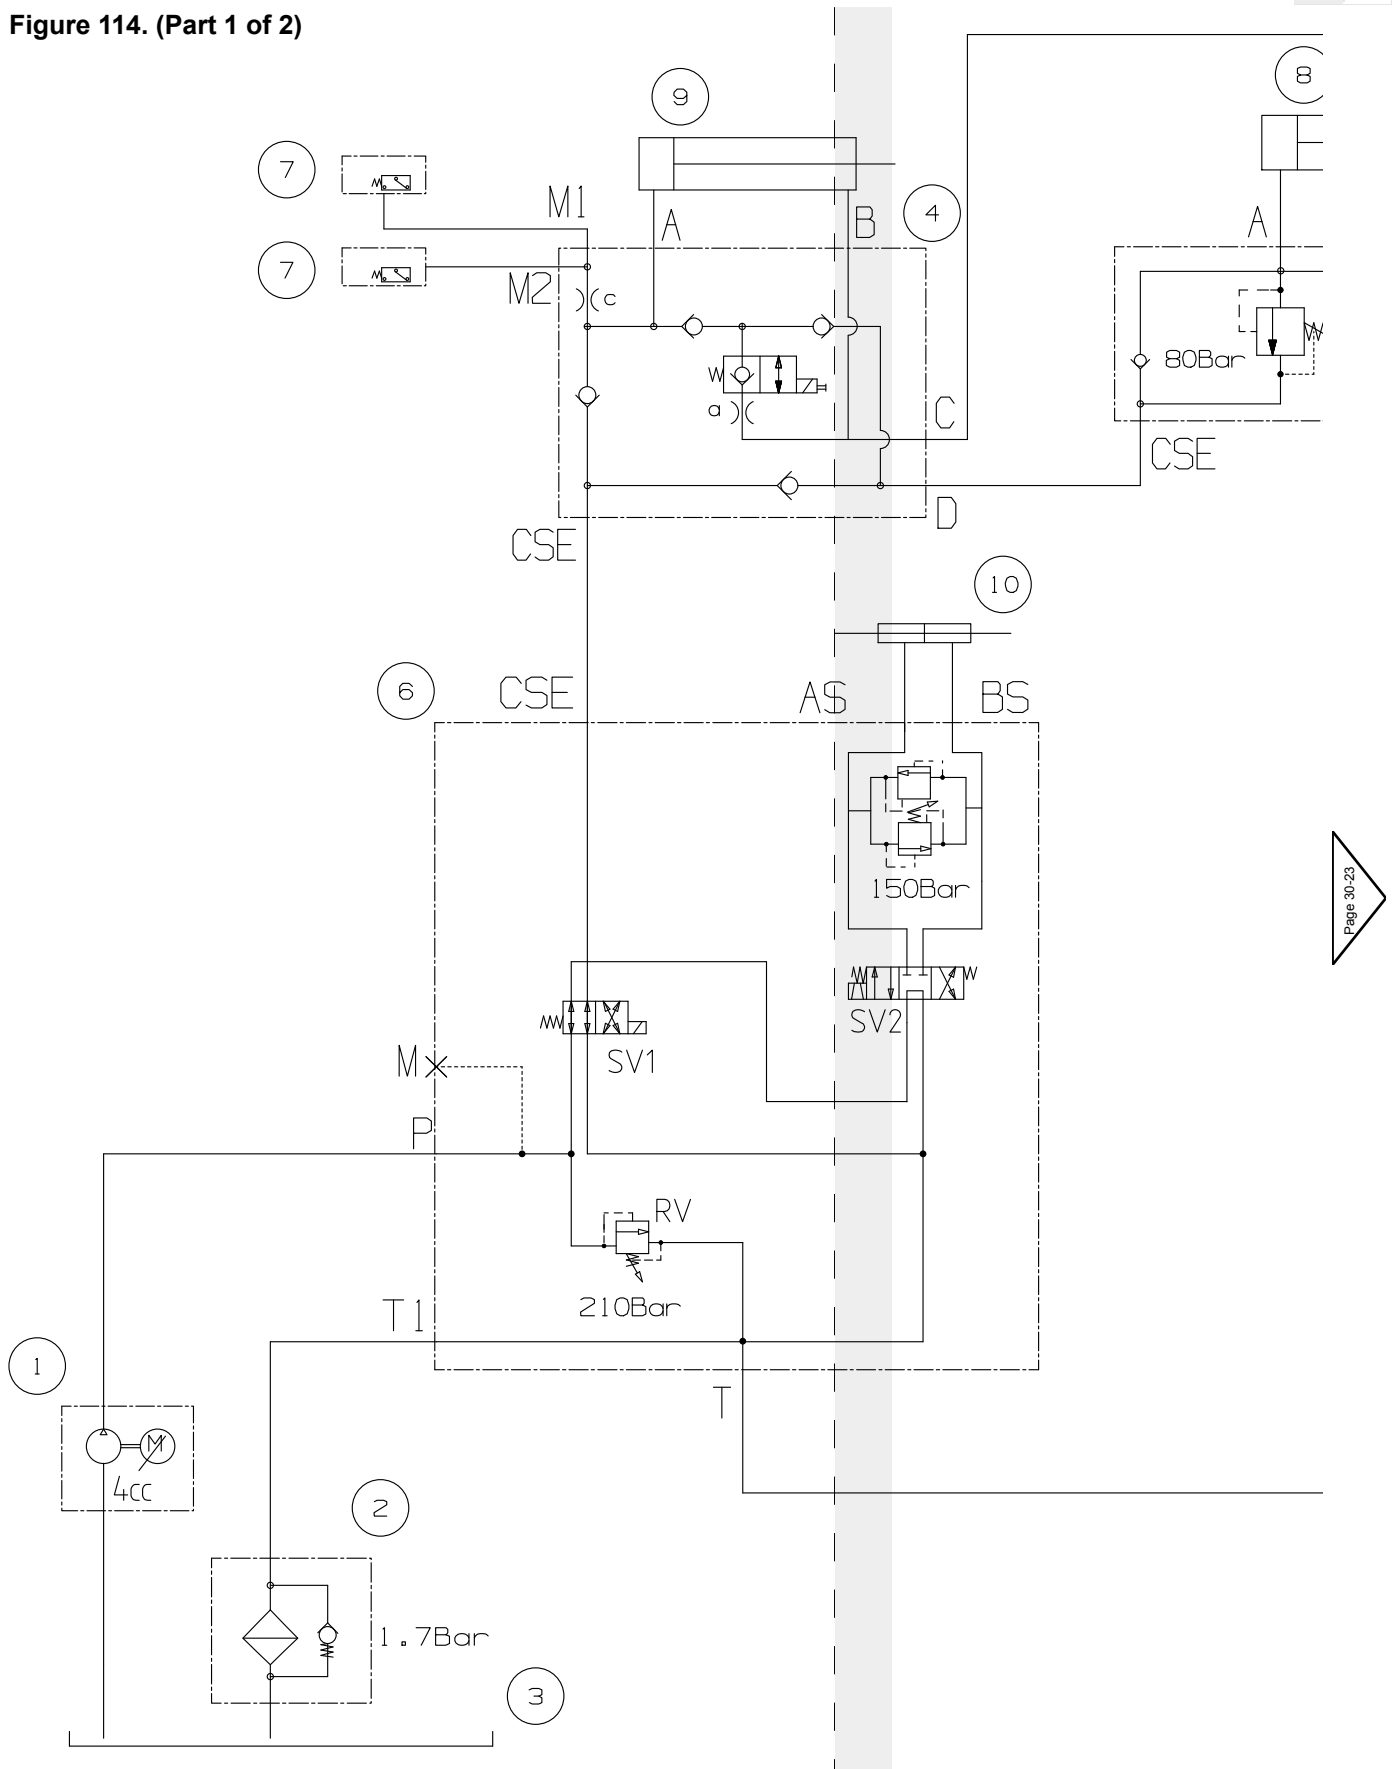 Figure 114. (Part 1 of 2)
9
8
7
M1
A
B
4
A
7
M2
c
80Bar
a
C
CSE
D
CSE
10
6
CSE
AS
BS
150Bar
SV2
SV1
M
P
RV
210Bar
T1
1
T
M
4cc
2
1.7Bar
3
Page 30-23